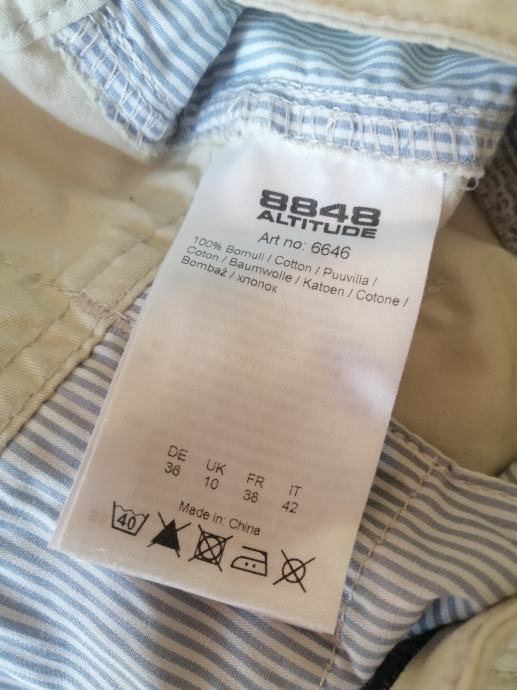 8848
ALTITUDE
Art no: 6646
100% Bomull / Cotton / Puuvilla /
Coton / Baumwolle / Katoen / Cotone /
Bombaž / хлопок
DE UK FR IT
36 10 38 42
Made in: China
40